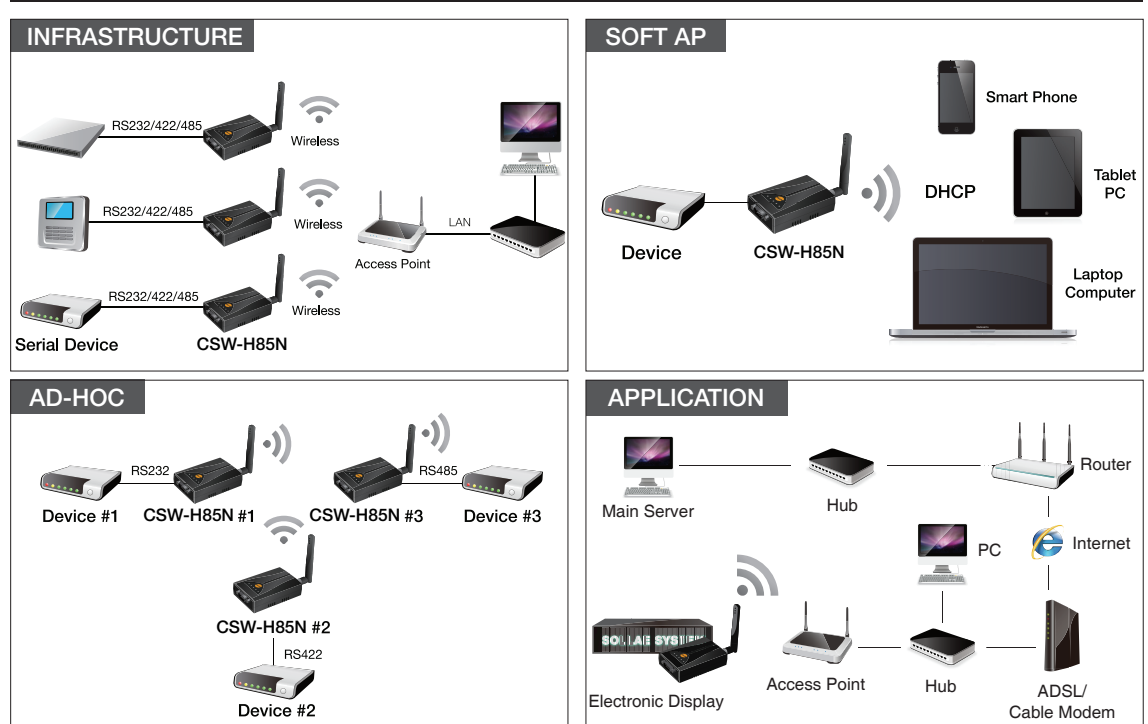 INFRASTRUCTURE
RS232/422/485
Wireless
RS232/422/485
Wireless
LAN
Access Point
RS232/422/485
Wireless
Serial Device
CSW-H85N
SOFT AP
Smart Phone
DHCP
Tablet
PC
Device
CSW-H85N
Laptop
Computer
AD-HOC
RS232
RS485
Device #1
CSW-H85N #1
CSW-H85N #3
Device #3
CSW-H85N #2
RS422
Device #2
APPLICATION
Router
Main Server
Hub
PC
Internet
Electronic Display
Access Point
Hub
ADSL/
Cable Modem